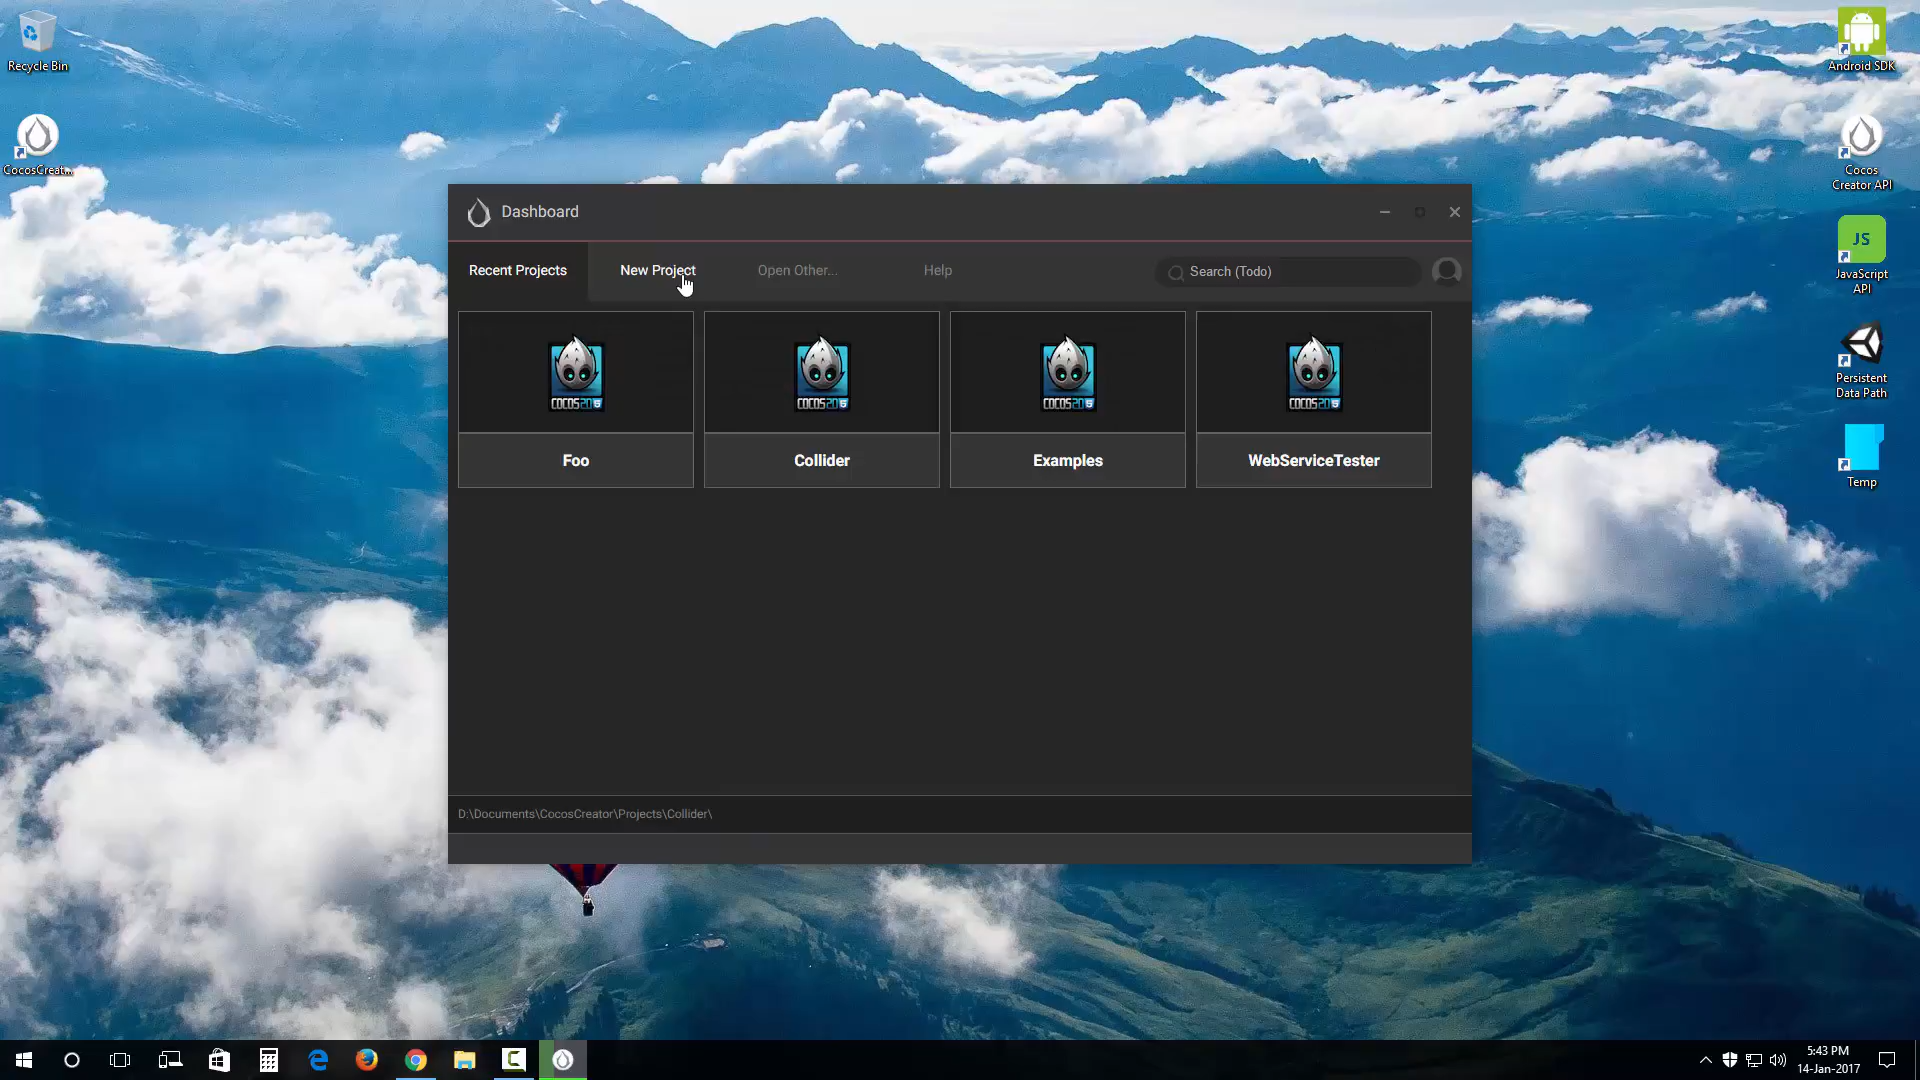 Recycle Bin
CocosCreat...
Android SDK
Cocos
Creator API
JS
JavaScript
API
Persistent
Data Path
Temp
Dashboard
Recent Projects
New Project
Open Other...
Help
Search (Todo)
COCOS2D
COCOS2D
COCOS2D
COCOS2D
Foo
Collider
Examples
WebServiceTester
D:\Documents\CocosCreator\Projects\Collider\
5:43 PM
14-Jan-2017